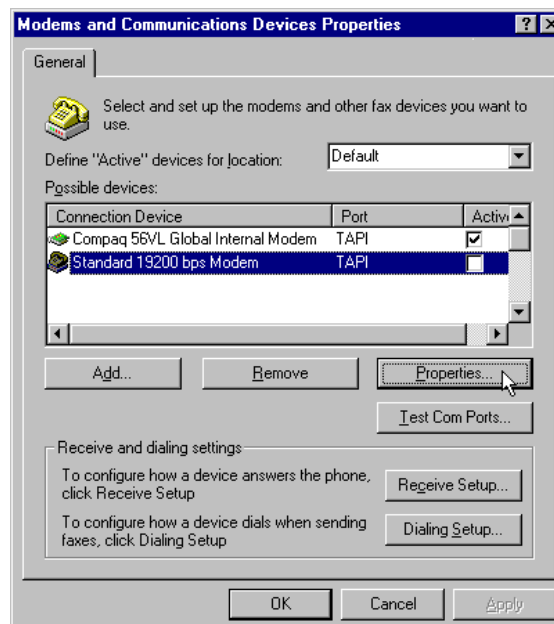 Modems and Communications Devices Properties
General
Select and set up the modems and other fax devices you want to
use.
Define "Active" devices for location: Default
Possible devices:
Connection Device Port Activ
Compaq 56VL Global Internal Modem TAPI
Standard 19200 bps Modem TAPI
Add... Remove Properties...
Test Com Ports...
Receive and dialing settings
To configure how a device answers the phone,
click Receive Setup
Receive Setup...
To configure how a device dials when sending
faxes, click Dialing Setup
Dialing Setup...
OK Cancel Apply